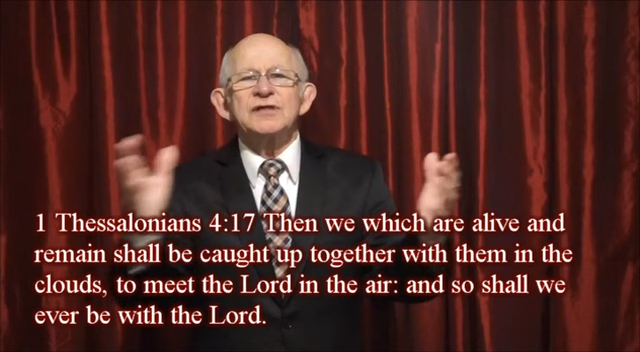 1 Thessalonians 4:17 Then we which are alive and
remain shall be caught up together with them in the
clouds, to meet the Lord in the air: and so shall we
ever be with the Lord.